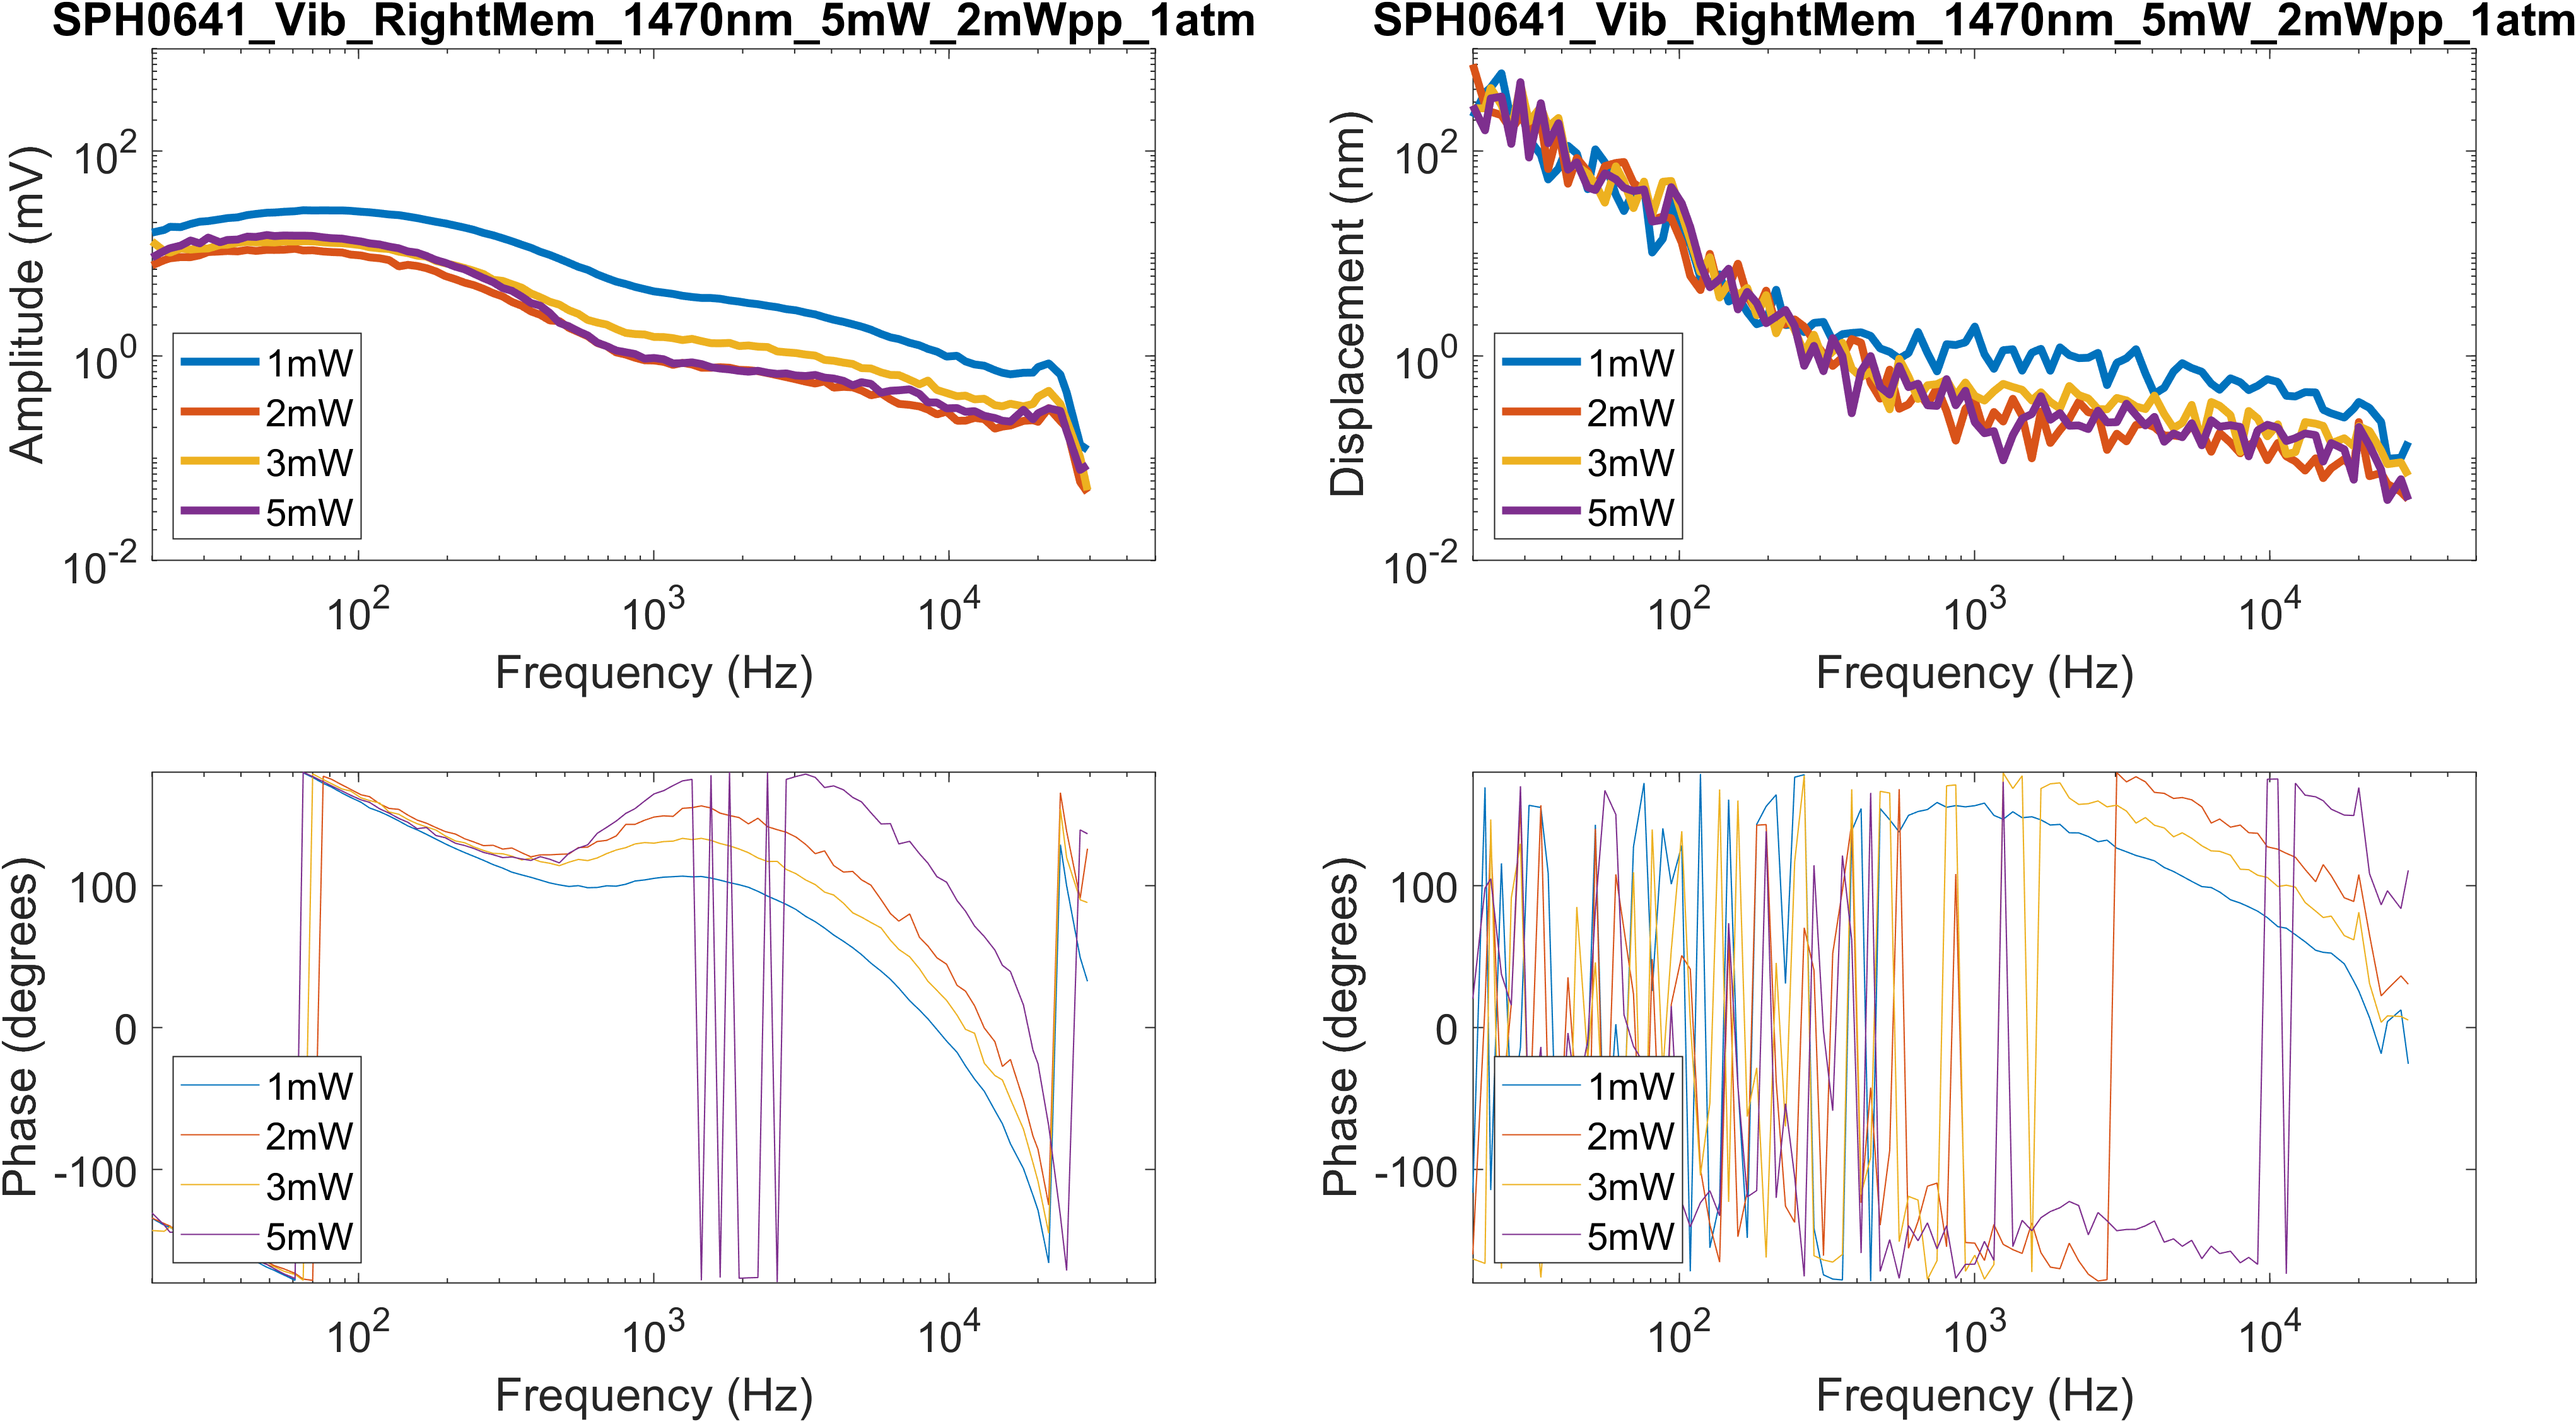 SPH0641_Vib_RightMem_1470nm_5mW_2mWpp_1atm
Amplitude (mV)
10^2
10^0
10^-2
1mW
2mW
3mW
5mW
10^2 10^3 10^4
Frequency (Hz)
SPH0641_Vib_RightMem_1470nm_5mW_2mWpp_1atm
Displacement (nm)
10^2
10^0
10^-2
1mW
2mW
3mW
5mW
10^2 10^3 10^4
Frequency (Hz)
Phase (degrees)
100
0
-100
1mW
2mW
3mW
5mW
10^2 10^3 10^4
Frequency (Hz)
Phase (degrees)
100
0
-100
1mW
2mW
3mW
5mW
10^2 10^3 10^4
Frequency (Hz)